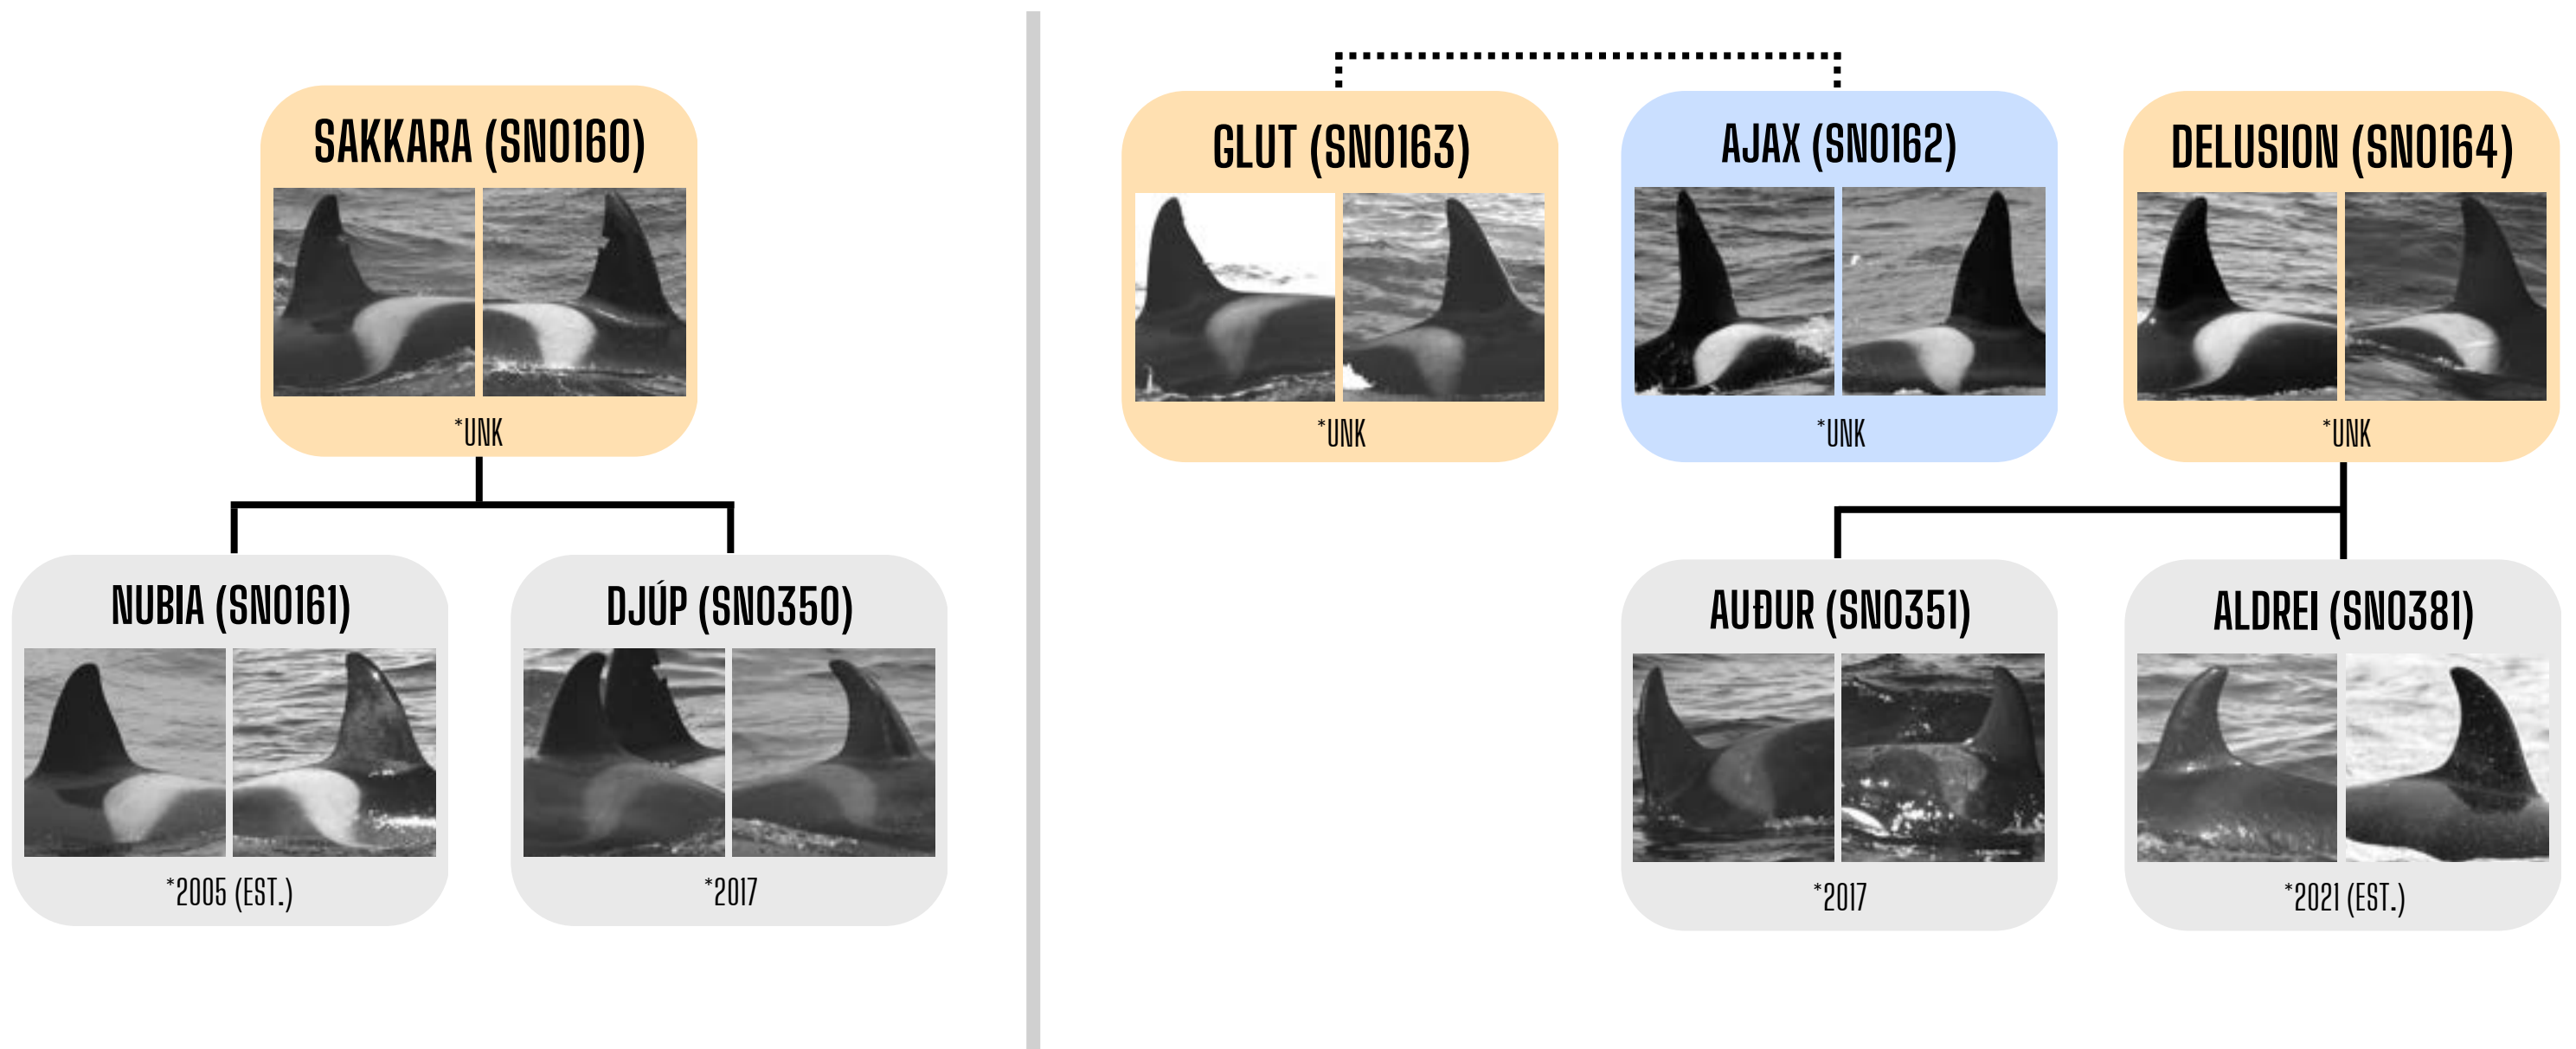 SAKKARA (SN0160)
*UNK
NUBIA (SN0161)
*2005 (EST.)
DJÚP (SN0350)
*2017
GLUT (SN0163)
*UNK
AJAX (SN0162)
*UNK
DELUSION (SN0164)
*UNK
AUÐUR (SN0351)
*2017
ALDREI (SN0381)
*2021 (EST.)